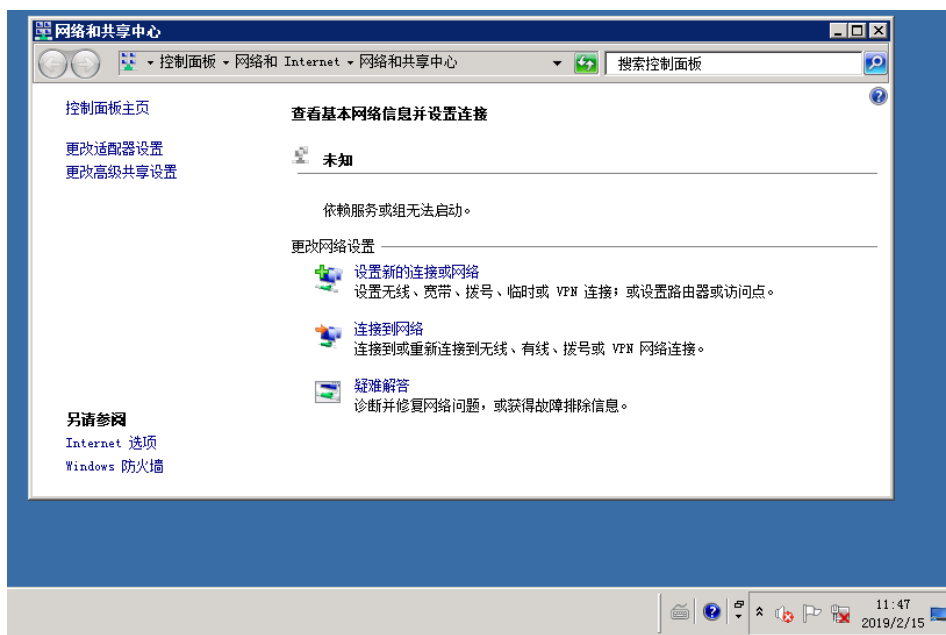 网络和共享中心
控制面板 网络和 Internet 网络和共享中心
搜索控制面板
控制面板主页
更改适配器设置
更改高级共享设置
另请参阅
Internet 选项
Windows 防火墙
查看基本网络信息并设置连接
未知
依赖服务或组无法启动。
更改网络设置
设置新的连接或网络
设置无线、宽带、拨号、临时或 VPN 连接；或设置路由器或访问点。
连接到网络
连接到或重新连接到无线、有线、拨号或 VPN 网络连接。
疑难解答
诊断并修复网络问题，或获得故障排除信息。
11:47
2019/2/15